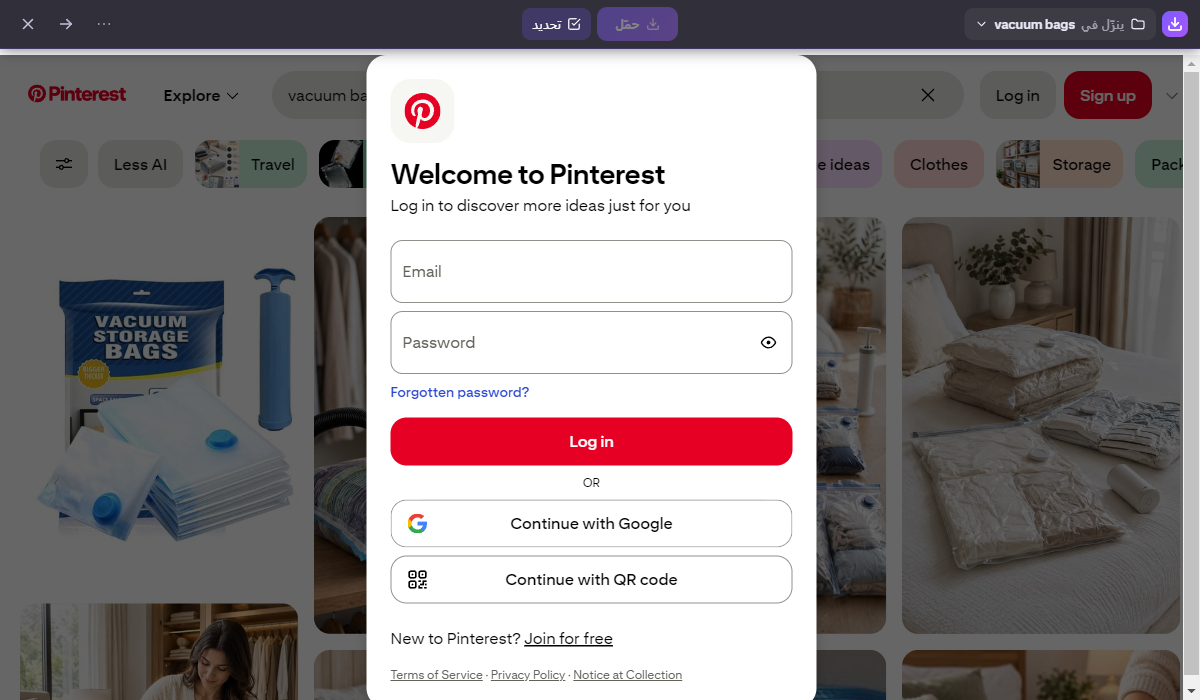 تحديد
حمّل
ينزّل في vacuum bags
Pinterest
Explore
vacuum ba
Log in
Sign up
Less AI
Travel
e ideas
Clothes
Storage
Pack
Welcome to Pinterest
Log in to discover more ideas just for you
Email
Password
Forgotten password?
Log in
OR
Continue with Google
Continue with QR code
New to Pinterest? Join for free
Terms of Service · Privacy Policy · Notice at Collection
VACUUM
STORAGE
BAGS